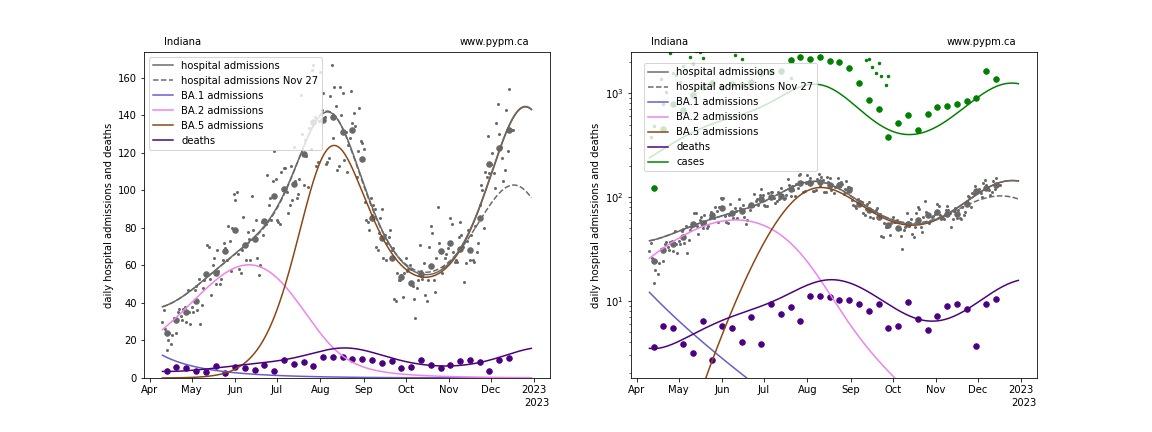 Indiana
www.pypm.ca
hospital admissions
hospital admissions Nov 27
BA.1 admissions
BA.2 admissions
BA.5 admissions
deaths
daily hospital admissions and deaths
160
140
120
100
80
60
40
20
0
Apr May Jun Jul Aug Sep Oct Nov Dec 2023
2023
Indiana
www.pypm.ca
hospital admissions
hospital admissions Nov 27
BA.1 admissions
BA.2 admissions
BA.5 admissions
deaths
cases
daily hospital admissions and deaths
10³
10²
10¹
Apr May Jun Jul Aug Sep Oct Nov Dec 2023
2023